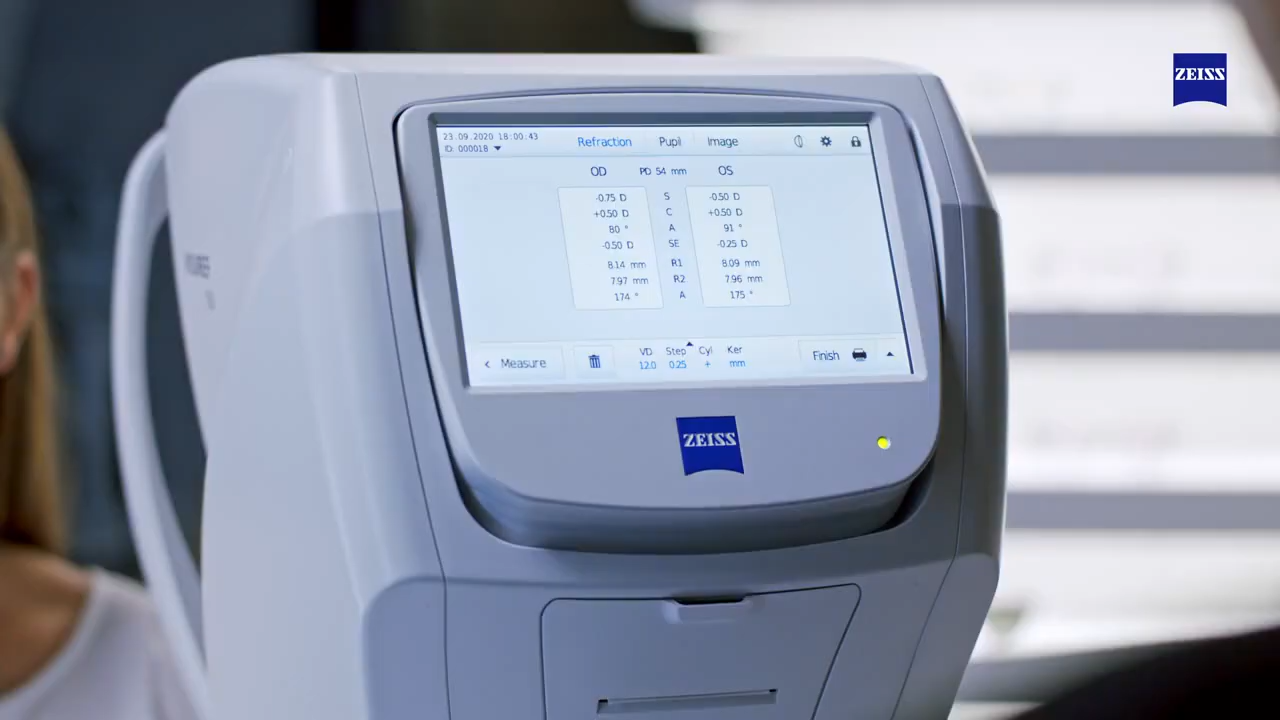 ZEISS
23.09.2020 18:00:43
ID: 000018
Refraction Pupil Image
OD PD 54 mm OS
-0.75 D S -0.50 D
+0.50 D C +0.50 D
80 ° A 91 °
-0.50 D SE -0.25 D
8.14 mm R1 8.09 mm
7.97 mm R2 7.96 mm
174 ° A 175 °
< Measure
VD Step Cyl Ker
12.0 0.25 + mm
Finish
ZEISS